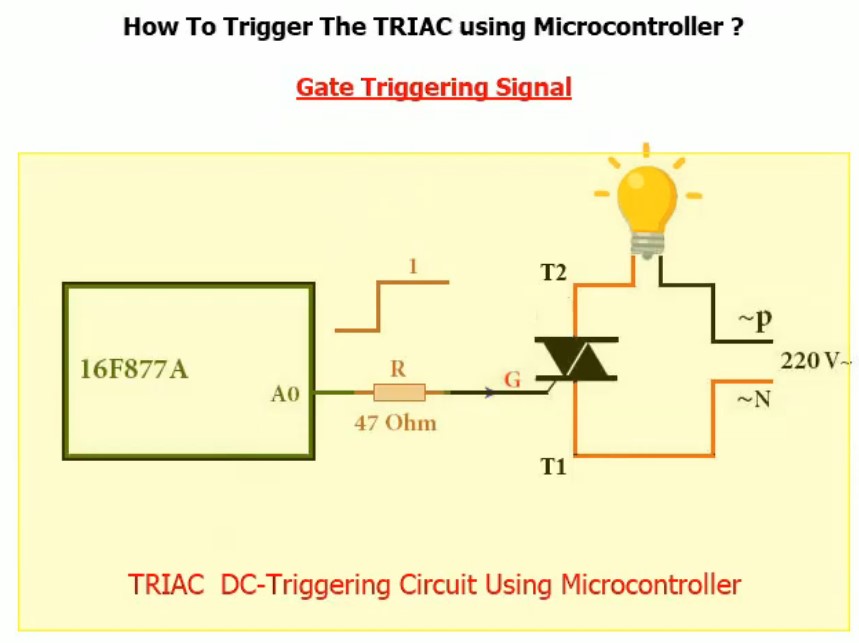 How To Trigger The TRIAC using Microcontroller ?
Gate Triggering Signal
1
T2
~P
16F877A
R
G
220 V~
A0
~N
47 Ohm
T1
TRIAC DC-Triggering Circuit Using Microcontroller